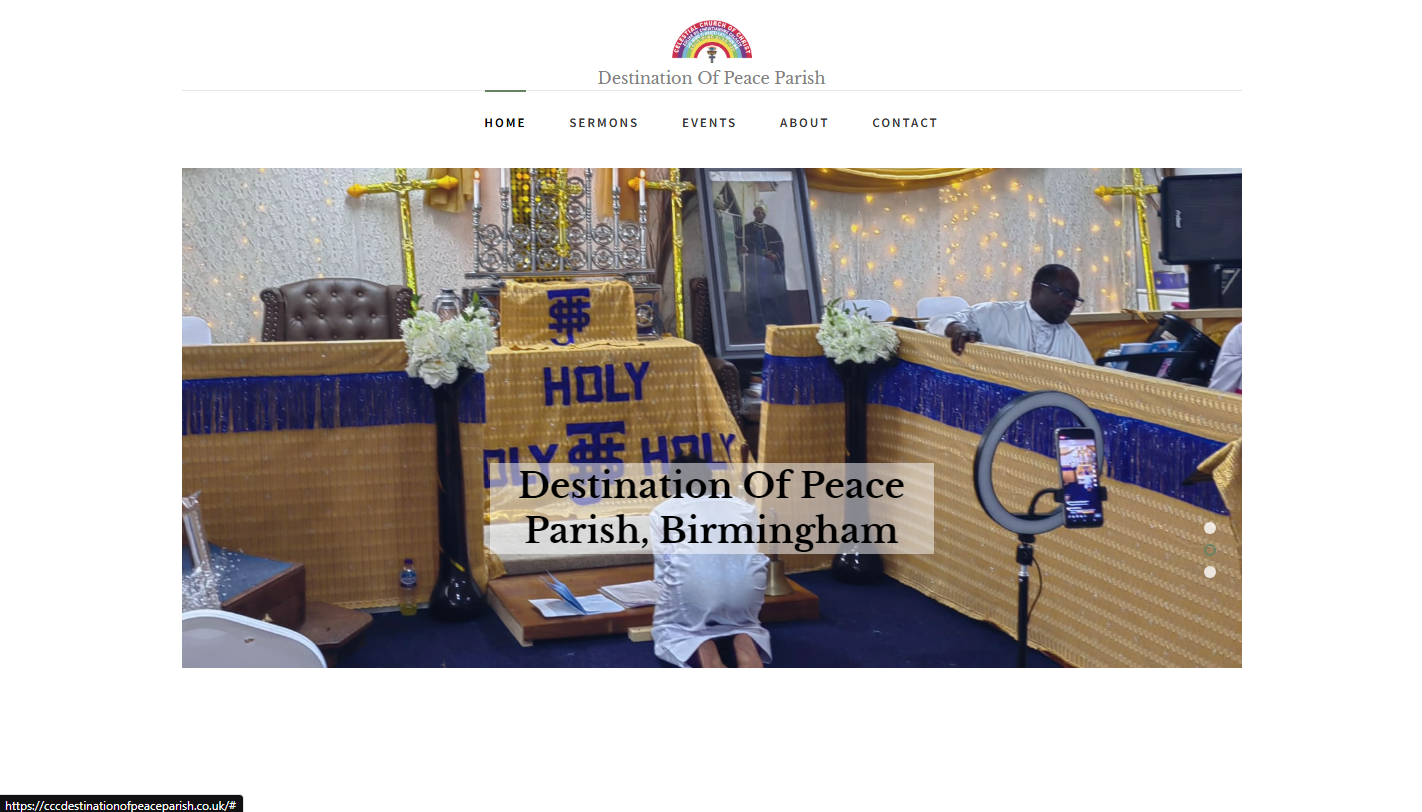 CELESTIAL CHURCH OF CHRIST
Destination Of Peace Parish
HOME SERMONS EVENTS ABOUT CONTACT
HOLY
HOLY
Destination Of Peace
Parish, Birmingham
https://cccdestinationofpeaceparish.co.uk/#